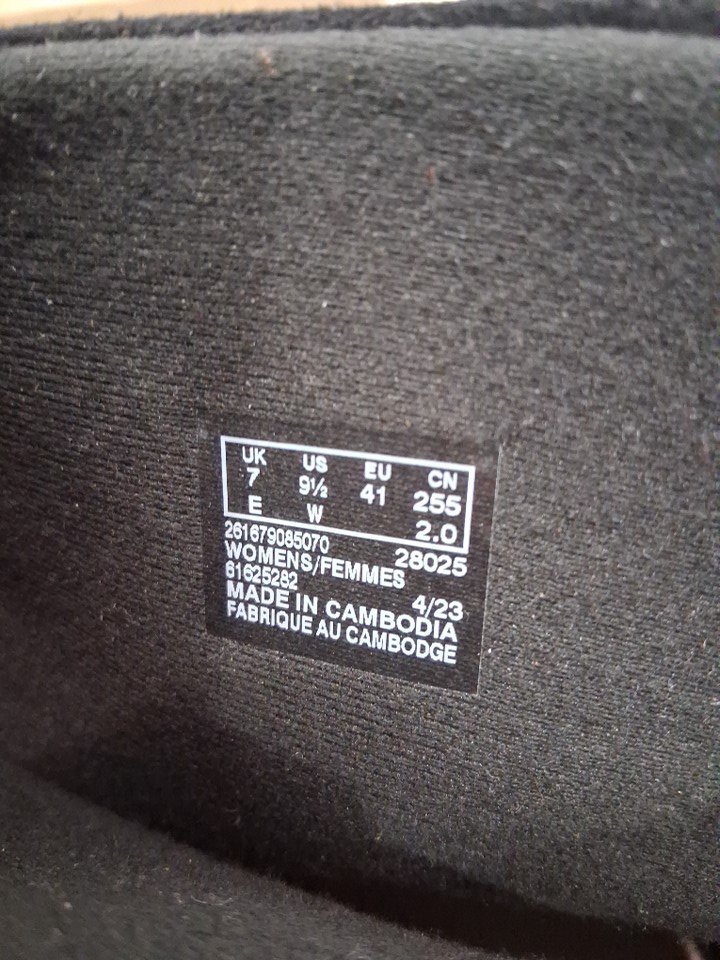 UK US EU CN
7 9½ 41 255
E W 2.0
261679085070 28025
WOMENS/FEMMES
61625282 4/23
MADE IN CAMBODIA
FABRIQUE AU CAMBODGE